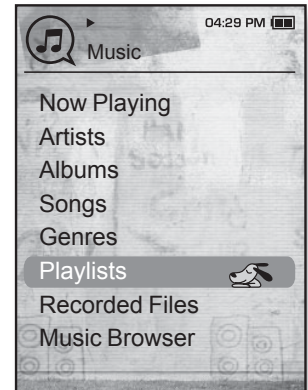 04:29 PM
Music
Now Playing
Artists
Albums
Songs
Genres
Playlists
Recorded Files
Music Browser